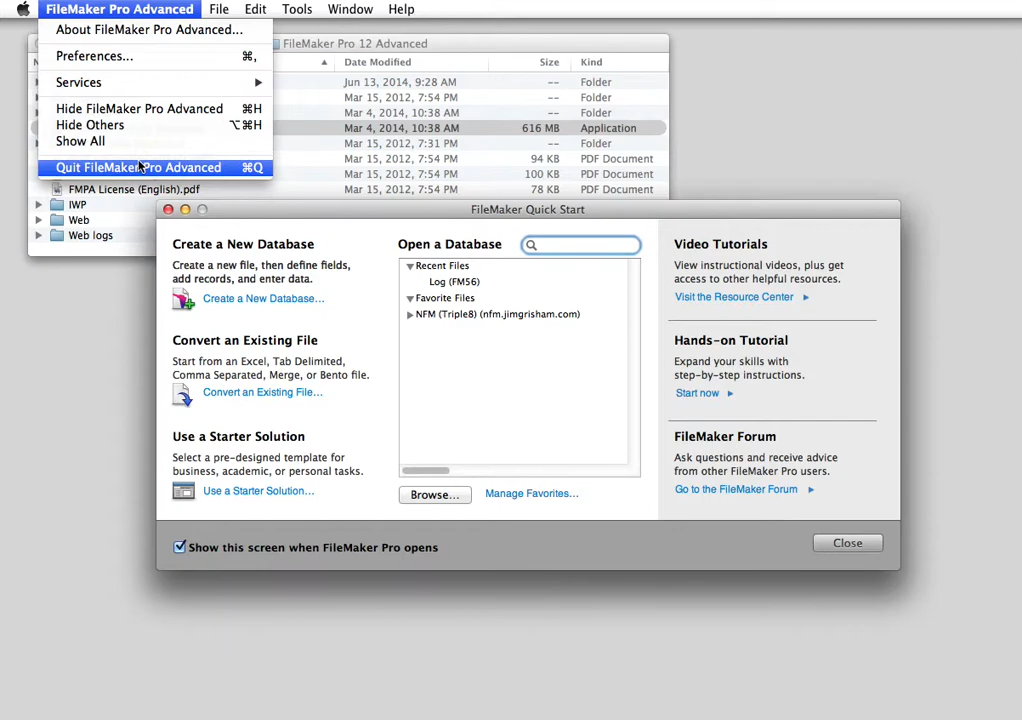 FileMaker Pro Advanced File Edit Tools Window Help
About FileMaker Pro Advanced...
Preferences... ⌘,
Services
Hide FileMaker Pro Advanced ⌘H
Hide Others ⌥⌘H
Show All
Quit FileMaker Pro Advanced ⌘Q
FileMaker Pro 12 Advanced
Date Modified Size Kind
Jun 13, 2014, 9:28 AM -- Folder
Mar 15, 2012, 7:54 PM -- Folder
Mar 4, 2014, 10:38 AM -- Folder
Mar 4, 2014, 10:38 AM 616 MB Application
Mar 15, 2012, 7:31 PM -- Folder
Mar 15, 2012, 7:54 PM 94 KB PDF Document
Mar 15, 2012, 7:54 PM 100 KB PDF Document
FMPA License (English).pdf Mar 15, 2012, 7:54 PM 78 KB PDF Document
IWP
Web
Web logs
FileMaker Quick Start
Create a New Database
Create a new file, then define fields,
add records, and enter data.
Create a New Database...
Convert an Existing File
Start from an Excel, Tab Delimited,
Comma Separated, Merge, or Bento file.
Convert an Existing File...
Use a Starter Solution
Select a pre-designed template for
business, academic, or personal tasks.
Use a Starter Solution...
Open a Database
Recent Files
Log (FM56)
Favorite Files
NFM (Triple8) (nfm.jimgrisham.com)
Browse... Manage Favorites...
Video Tutorials
View instructional videos, plus get
access to other helpful resources.
Visit the Resource Center
Hands-on Tutorial
Expand your skills with
step-by-step instructions.
Start now
FileMaker Forum
Ask questions and receive advice
from other FileMaker Pro users.
Go to the FileMaker Forum
Show this screen when FileMaker Pro opens
Close